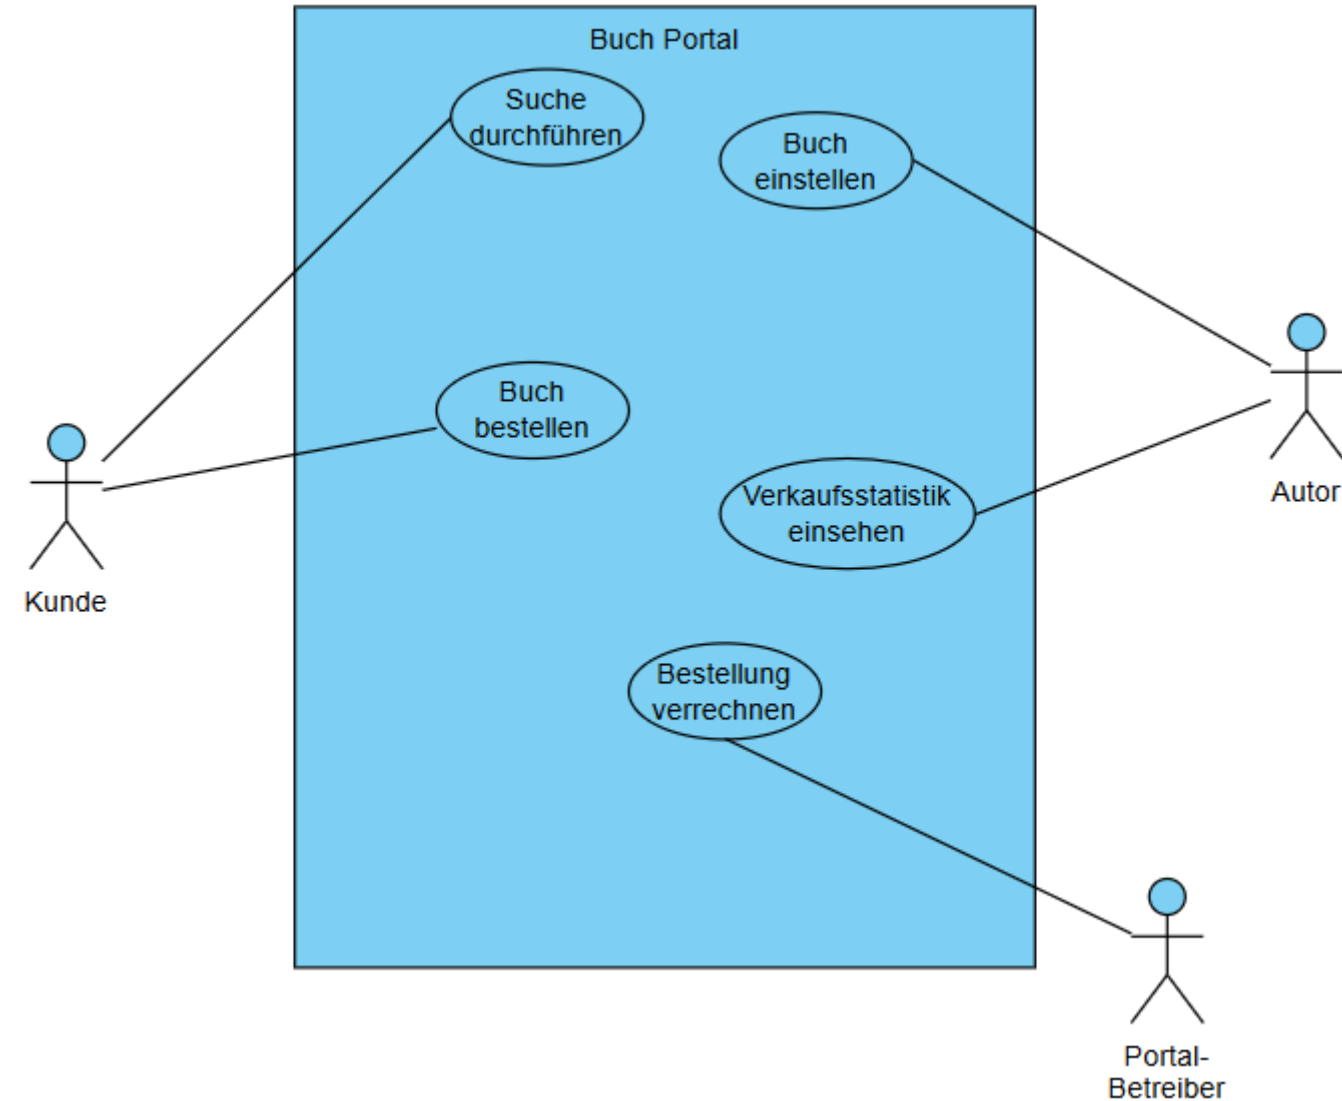 Buch Portal
Suche
durchführen
Buch
einstellen
Buch
bestellen
Verkaufsstatistik
einsehen
Autor
Kunde
Bestellung
verrechnen
Portal-
Betreiber